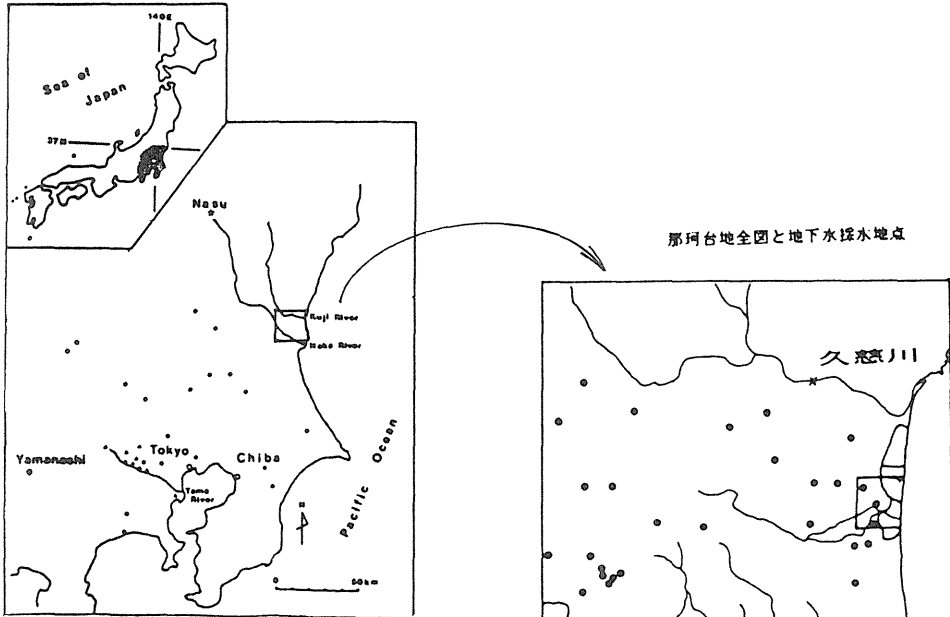 140E
Sea of
Japan
37N
Nasu
Kuji River
Naka River
Yamanashi
Tokyo
Chiba
Tama
River
Pacific Ocean
N
50km
那珂台地全図と地下水採水地点
久慈川